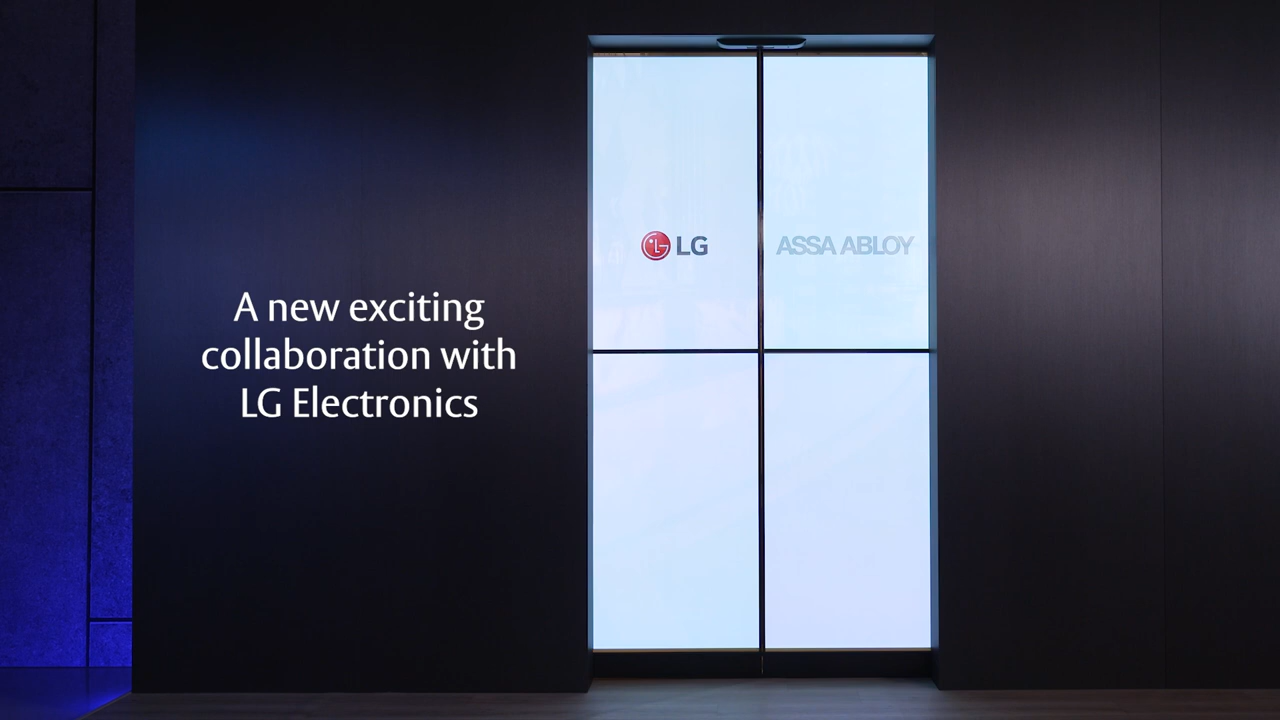 A new exciting
collaboration with
LG Electronics
LG
ASSA ABLOY